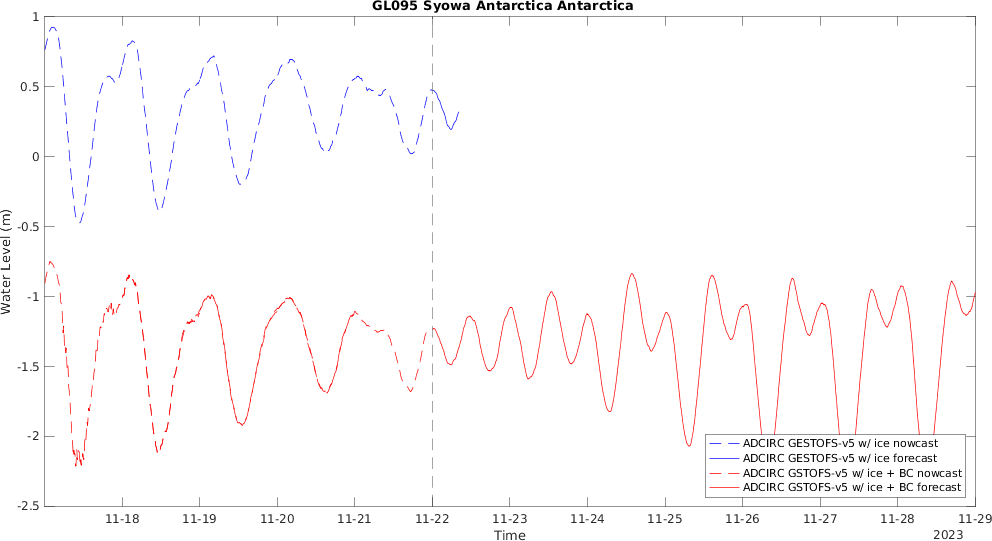 GL095 Syowa Antarctica Antarctica
Water Level (m)
1
0.5
0
-0.5
-1
-1.5
-2
-2.5
ADCIRC GESTOFS-v5 w/ ice nowcast
ADCIRC GESTOFS-v5 w/ ice forecast
ADCIRC GSTOFS-v5 w/ ice + BC nowcast
ADCIRC GSTOFS-v5 w/ ice + BC forecast
11-18 11-19 11-20 11-21 11-22 11-23 11-24 11-25 11-26 11-27 11-28 11-29
Time
2023